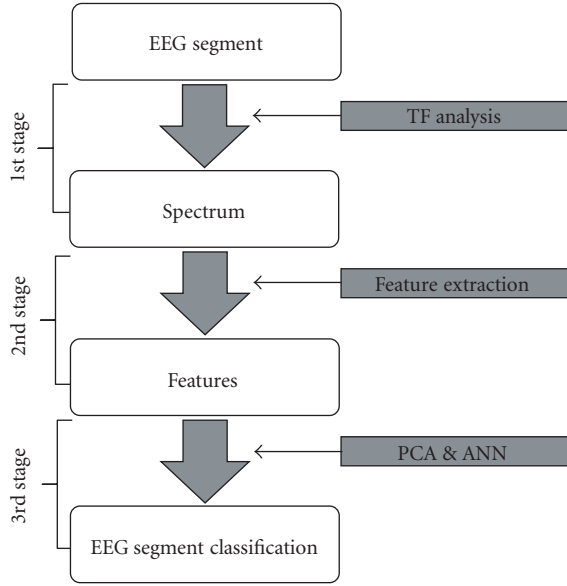 EEG segment
1st stage
TF analysis
Spectrum
2nd stage
Feature extraction
Features
3rd stage
PCA & ANN
EEG segment classification